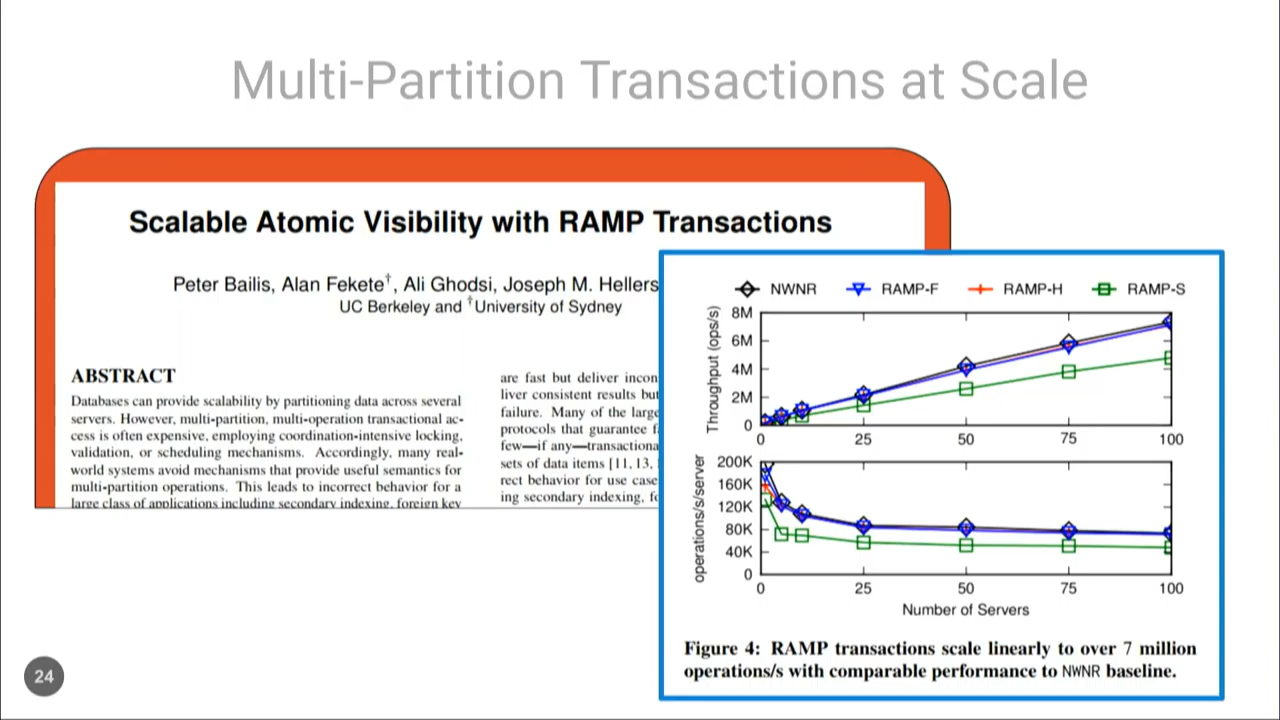 Multi-Partition Transactions at Scale
Scalable Atomic Visibility with RAMP Transactions
Peter Bailis, Alan Fekete†, Ali Ghodsi, Joseph M. Hellers
UC Berkeley and †University of Sydney
ABSTRACT
Databases can provide scalability by partitioning data across several
servers. However, multi-partition, multi-operation transactional ac-
cess is often expensive, employing coordination-intensive locking,
validation, or scheduling mechanisms. Accordingly, many real-
world systems avoid mechanisms that provide useful semantics for
multi-partition operations. This leads to incorrect behavior for a
large class of applications including secondary indexing, foreign key
are fast but deliver incon
liver consistent results but
failure. Many of the large
protocols that guarantee f
few—if any—transactiona
sets of data items [11, 13,
rect behavior for use case
ing secondary indexing, fo
NWNR RAMP-F RAMP-H RAMP-S
Throughput (ops/s)
8M
6M
4M
2M
0
0 25 50 75 100
operations/s/server
200K
160K
120K
80K
40K
0
0 25 50 75 100
Number of Servers
Figure 4: RAMP transactions scale linearly to over 7 million
operations/s with comparable performance to NWNR baseline.
24